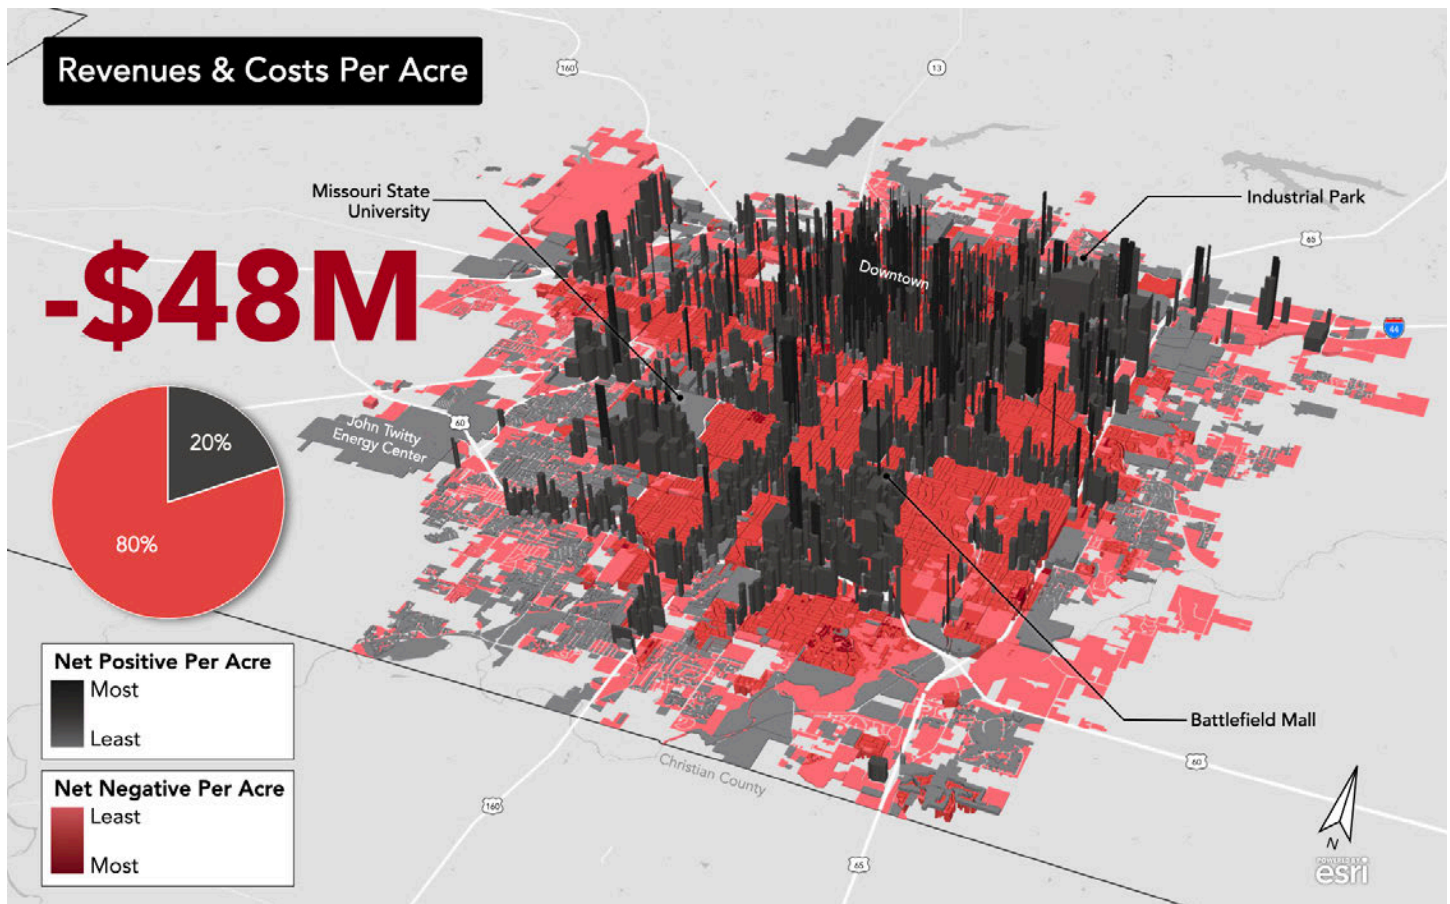 Revenues & Costs Per Acre
160
13
Missouri State
University
Industrial Park
65
-$48M
Downtown
44
John Twitty
Energy Center
60
20%
80%
Net Positive Per Acre
Most
Least
Battlefield Mall
Christian County
60
Net Negative Per Acre
Least
Most
160
65
N
POWERED BY
esri